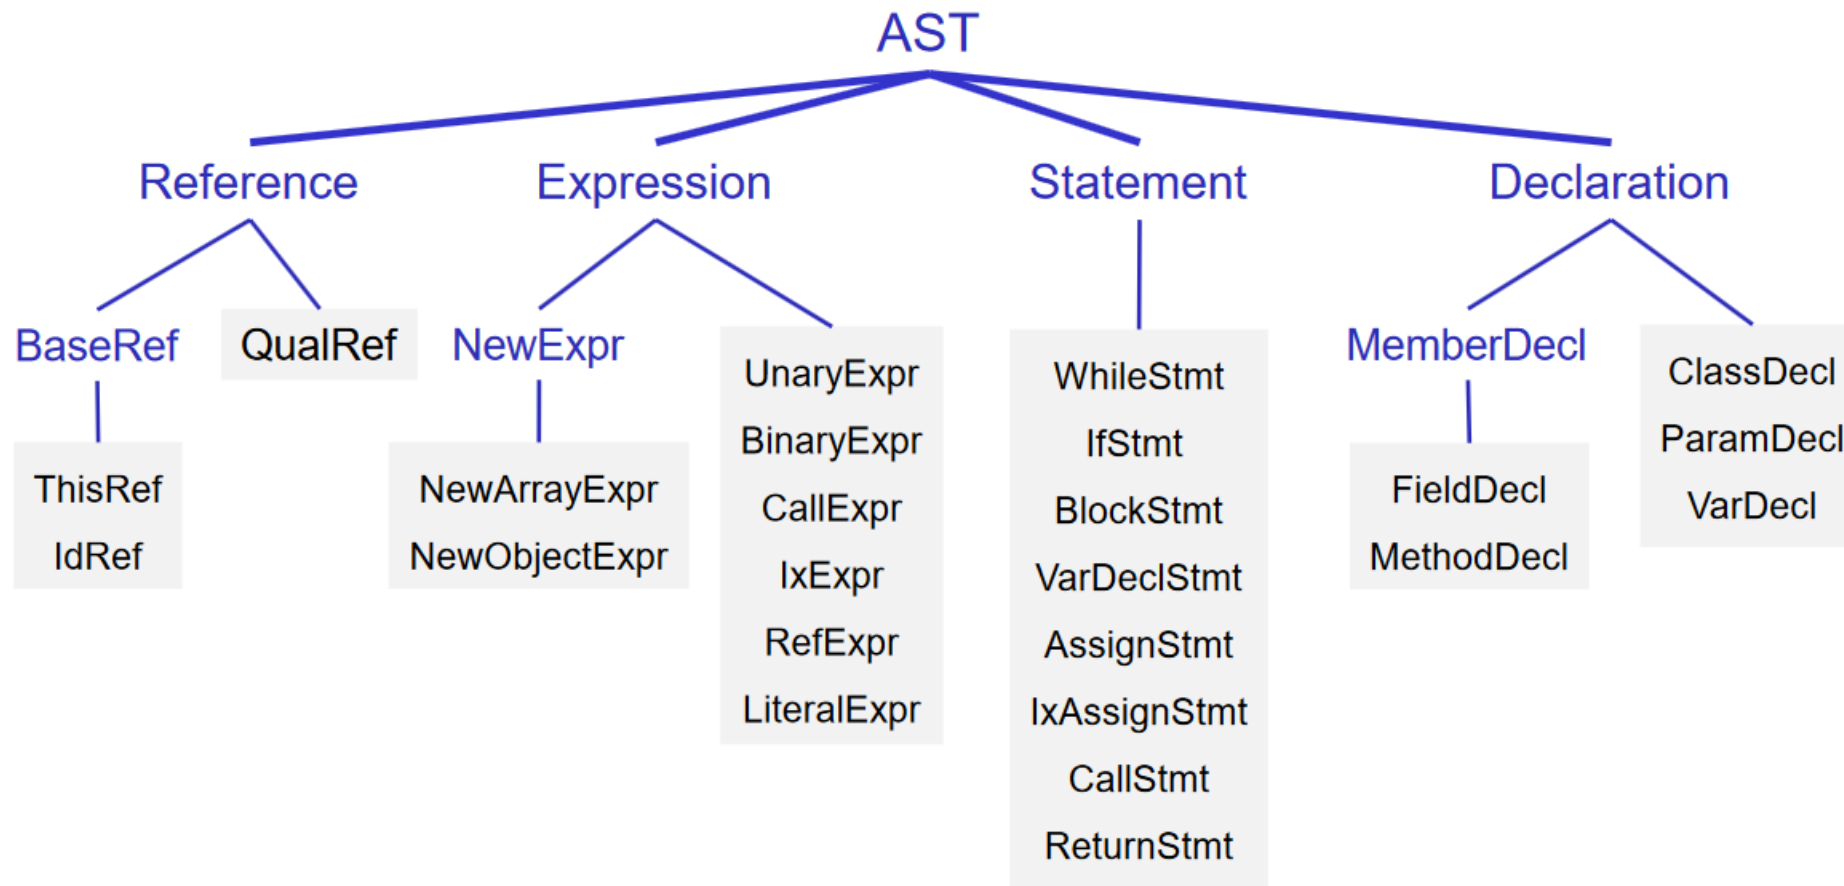 AST
Reference
Expression
Statement
Declaration
BaseRef
QualRef
NewExpr
MemberDecl
ThisRef
IdRef
NewArrayExpr
NewObjectExpr
UnaryExpr
BinaryExpr
CallExpr
IxExpr
RefExpr
LiteralExpr
WhileStmt
IfStmt
BlockStmt
VarDeclStmt
AssignStmt
IxAssignStmt
CallStmt
ReturnStmt
FieldDecl
MethodDecl
ClassDecl
ParamDecl
VarDecl